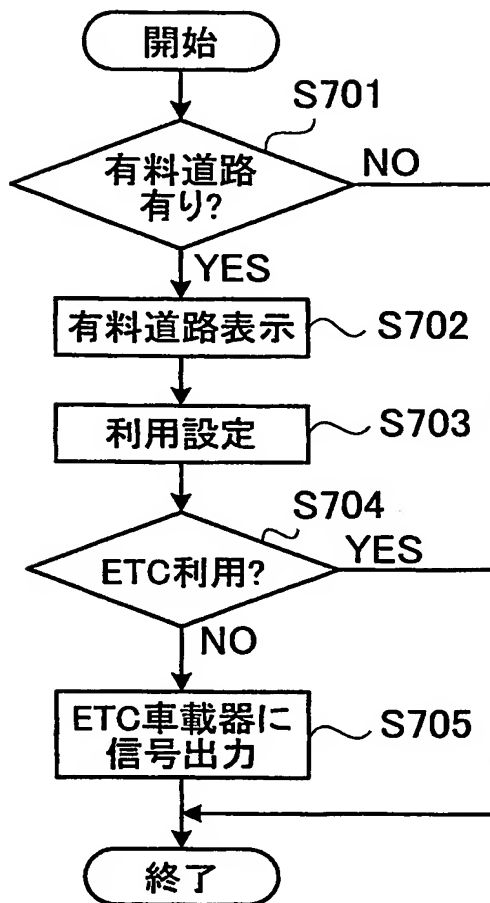 開始
S701
有料道路
有り?
NO
YES
有料道路表示
S702
利用設定
S703
S704
ETC利用?
YES
NO
ETC車載器に
信号出力
S705
終了